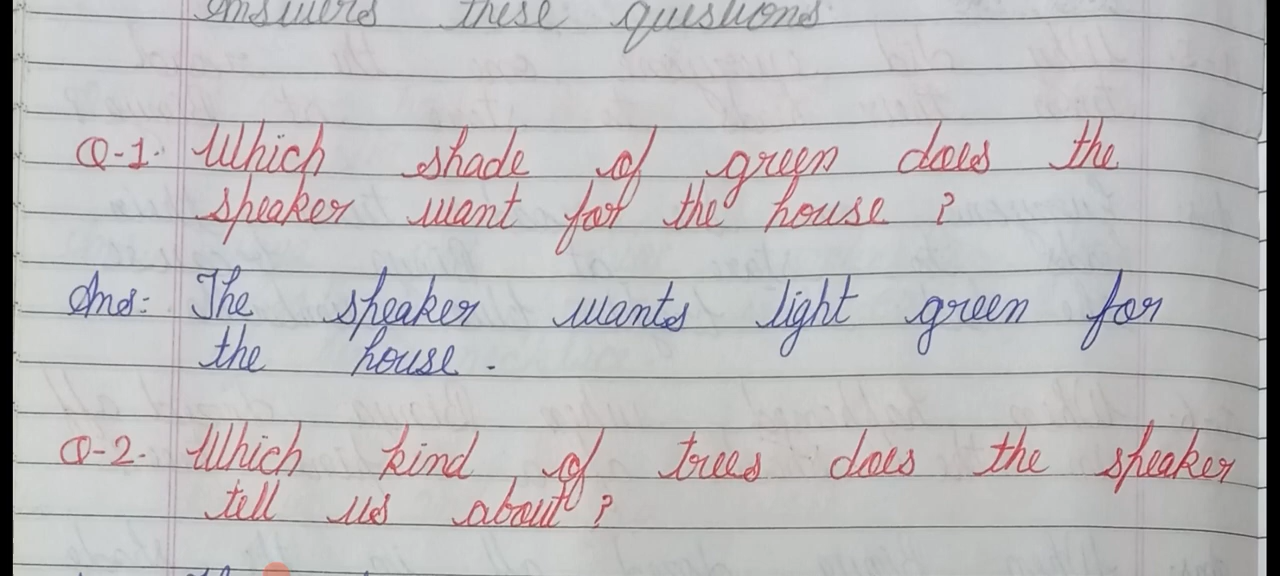 answers these questions
Q-1. Which shade of green does the
speaker want for the house ?
Ans: The speaker wants light green for
the house .
Q-2. Which kind of trees does the speaker
tell us about ?